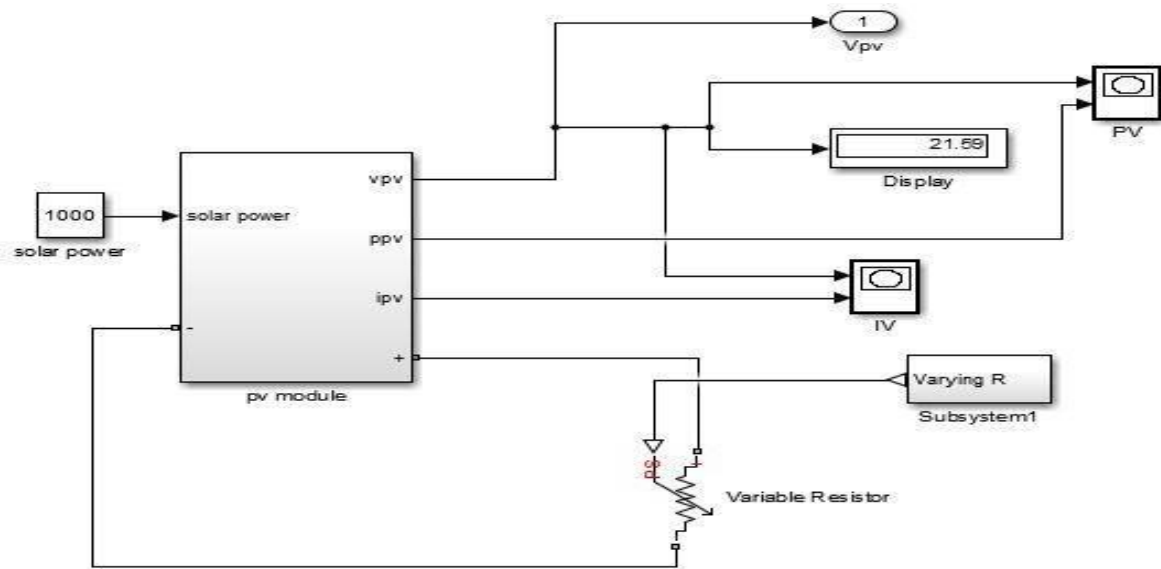 1
Vpv
PV
21.59
Display
vpv
1000
solar power
solar power
ppv
ipv
IV
-
+
pv module
Varying R
Subsystem1
PS
+
Variable Resistor